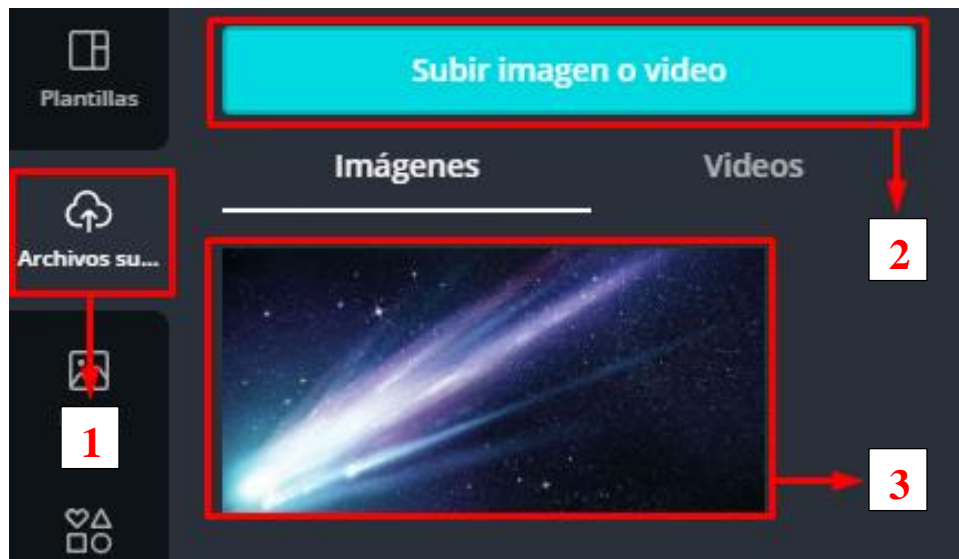 Plantillas
Subir imagen o video
Imágenes
Videos
Archivos su...
2
1
3